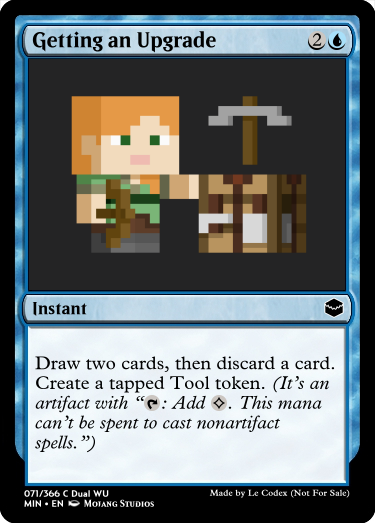 Getting an Upgrade 2
Instant
Draw two cards, then discard a card.
Create a tapped Tool token. (It's an
artifact with “: Add . This mana
can't be spent to cast nonartifact
spells.”)
071/366 C Dual WU
MIN • EN Mojang Studios
Made by Le Codex (Not For Sale)